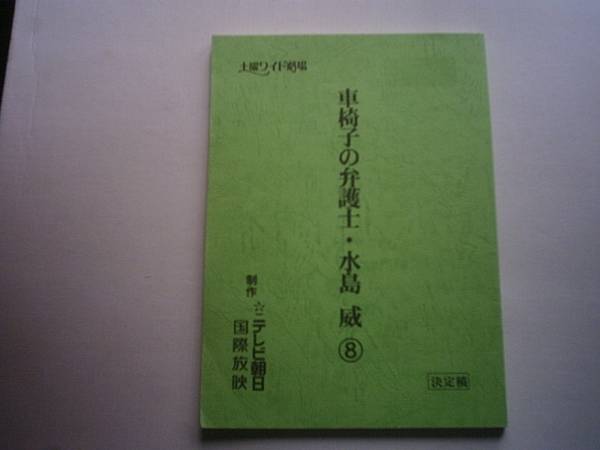 土曜ワイド劇場
車椅子の弁護士・水島 威 ⑧
制作
テレビ朝日
国際放映
決定稿